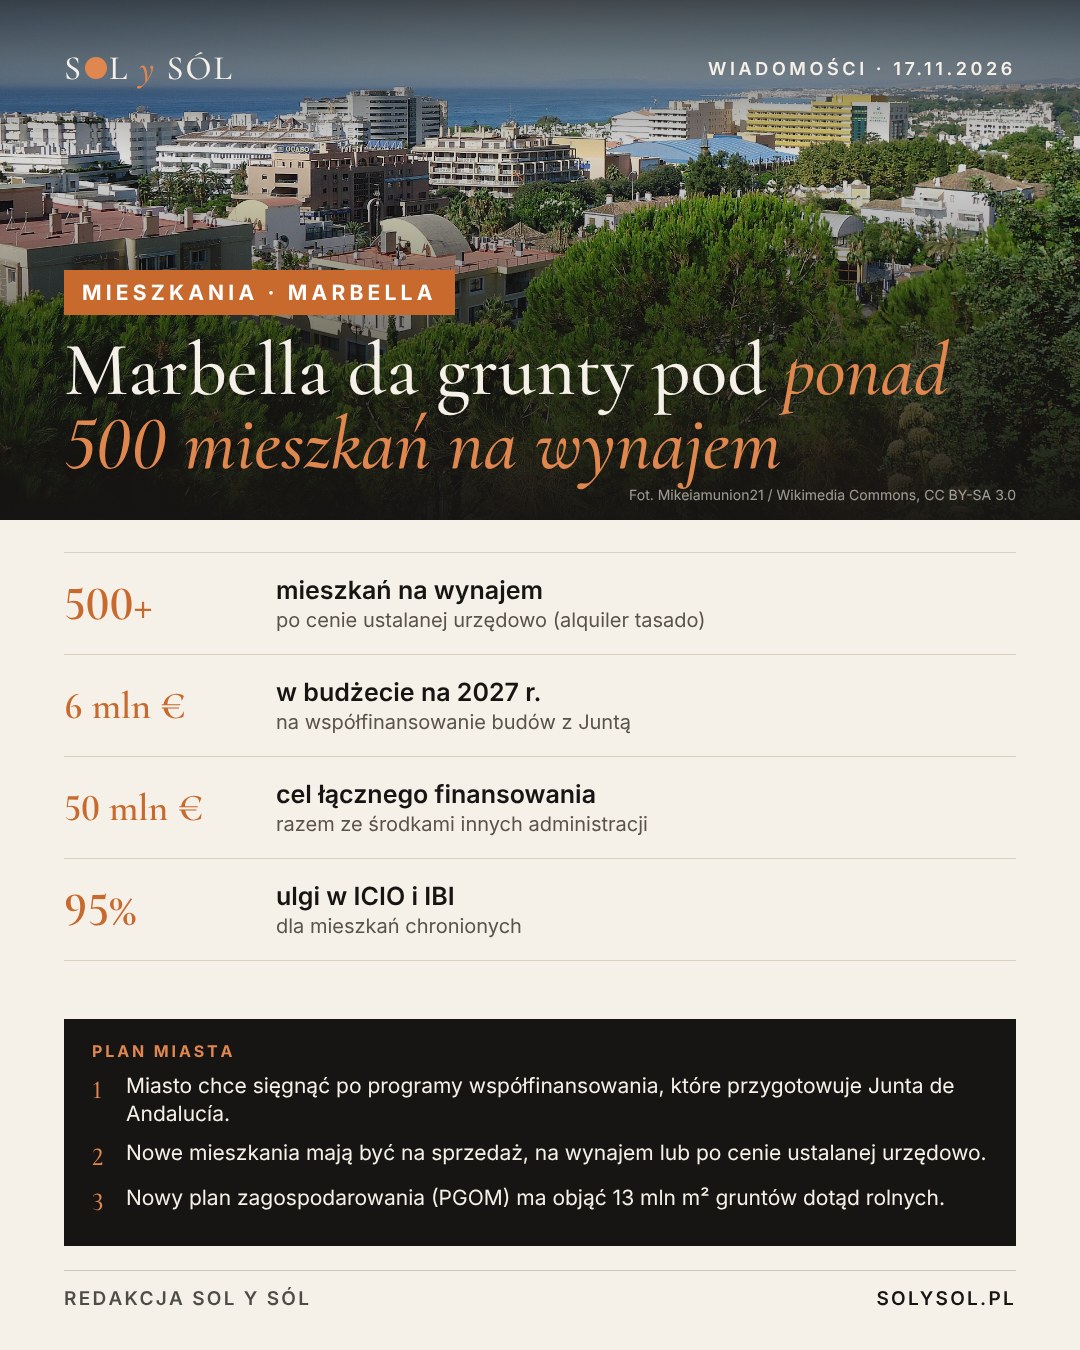 SOL y SÓL
WIADOMOŚCI · 17.11.2026
MIESZKANIA · MARBELLA
Marbella da grunty pod ponad
500 mieszkań na wynajem
Fot. Mikeiamunion21 / Wikimedia Commons, CC BY-SA 3.0
500+
mieszkań na wynajem
po cenie ustalanej urzędowo (alquiler tasado)
6 mln €
w budżecie na 2027 r.
na współfinansowanie budów z Juntą
50 mln €
cel łącznego finansowania
razem ze środkami innych administracji
95%
ulgi w ICIO i IBI
dla mieszkań chronionych
PLAN MIASTA
1 Miasto chce sięgnąć po programy współfinansowania, które przygotowuje Junta de
Andalucía.
2 Nowe mieszkania mają być na sprzedaż, na wynajem lub po cenie ustalanej urzędowo.
3 Nowy plan zagospodarowania (PGOM) ma objąć 13 mln m² gruntów dotąd rolnych.
REDAKCJA SOL Y SÓL
SOLYSOL.PL